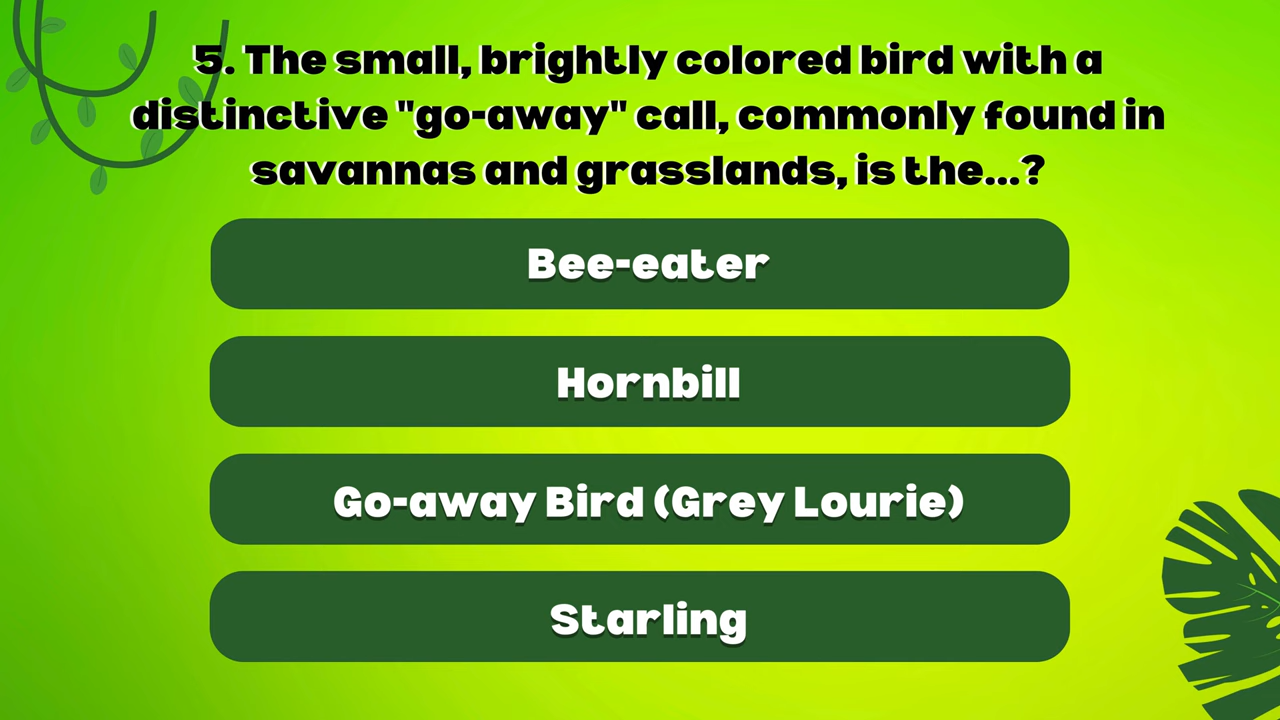 5. The small, brightly colored bird with a
distinctive "go-away" call, commonly found in
savannas and grasslands, is the...?
Bee-eater
Hornbill
Go-away Bird (Grey Lourie)
Starling